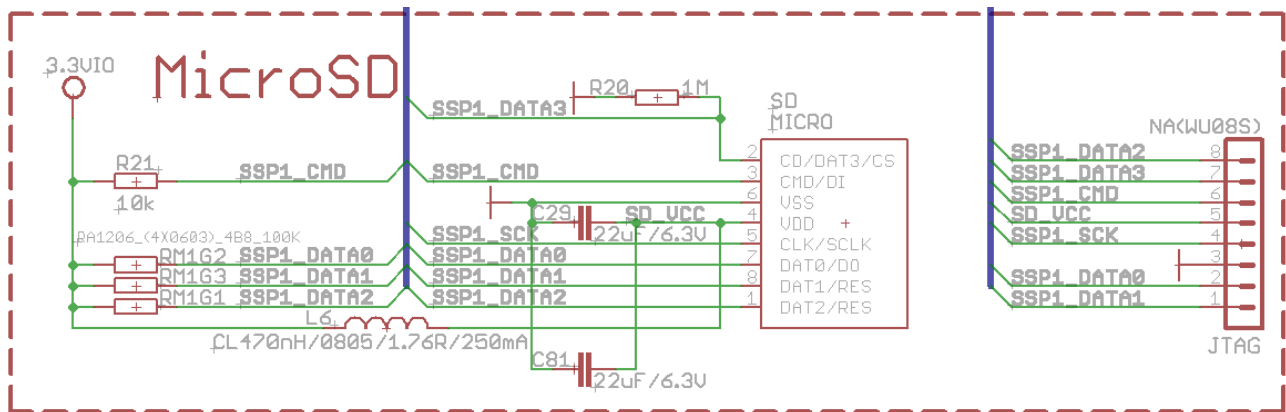 3.3VIO
MicroSD
R20 1M
SD
MICRO
SSP1_DATA3
NA(WU08S)
R21
10k
SSP1_CMD
SSP1_CMD
2 CD/DAT3/CS
3 CMD/DI
6 VSS
4 VDD
5 CLK/SCLK
7 DAT0/DO
8 DAT1/RES
1 DAT2/RES
C29
22uF/6.3V
SD_VCC
SSP1_SCK
RA1206_(4X0603)_4B8_100K
RM1G2 SSP1_DATA0
SSP1_DATA0
RM1G3 SSP1_DATA1
SSP1_DATA1
RM1G1 SSP1_DATA2
SSP1_DATA2
L6
CL470nH/0805/1.76R/250mA
C81
22uF/6.3V
SSP1_DATA2 8
SSP1_DATA3 7
SSP1_CMD 6
SD_VCC 5
SSP1_SCK 4
3
SSP1_DATA0 2
SSP1_DATA1 1
JTAG